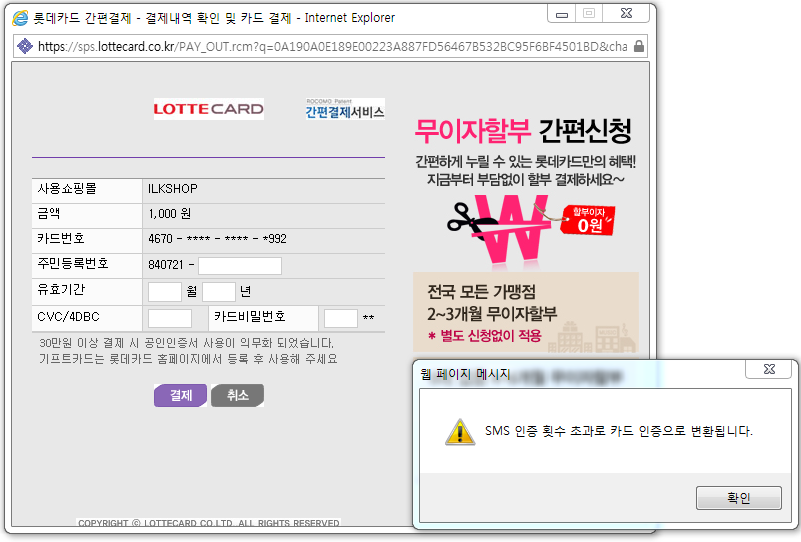 롯데카드 간편결제 - 결제내역 확인 및 카드 결제 - Internet Explorer
https://sps.lottecard.co.kr/PAY_OUT.rcm?q=0A190A0E189E00223A887FD56467B532BC95F6BF4501BD&cha
LOTTE CARD
ROCOMO Patent
간편결제서비스
사용쇼핑몰 ILKSHOP
금액 1,000 원
카드번호 4670 - **** - **** - *992
주민등록번호 840721 -
유효기간 월 년
CVC/4DBC 카드비밀번호 **
30만원 이상 결제 시 공인인증서 사용이 의무화 되었습니다.
기프트카드는 롯데카드 홈페이지에서 등록 후 사용해 주세요
결제 취소
COPYRIGHT ⓒ LOTTECARD CO.LTD. ALL RIGHTS RESERVED
무이자할부 간편신청
간편하게 누릴 수 있는 롯데카드만의 혜택!
지금부터 부담없이 할부 결제하세요~
₩
할부이자
0원
전국 모든 가맹점
2~3개월 무이자할부
* 별도 신청없이 적용
웹 페이지 메시지
SMS 인증 횟수 초과로 카드 인증으로 변환됩니다.
확인